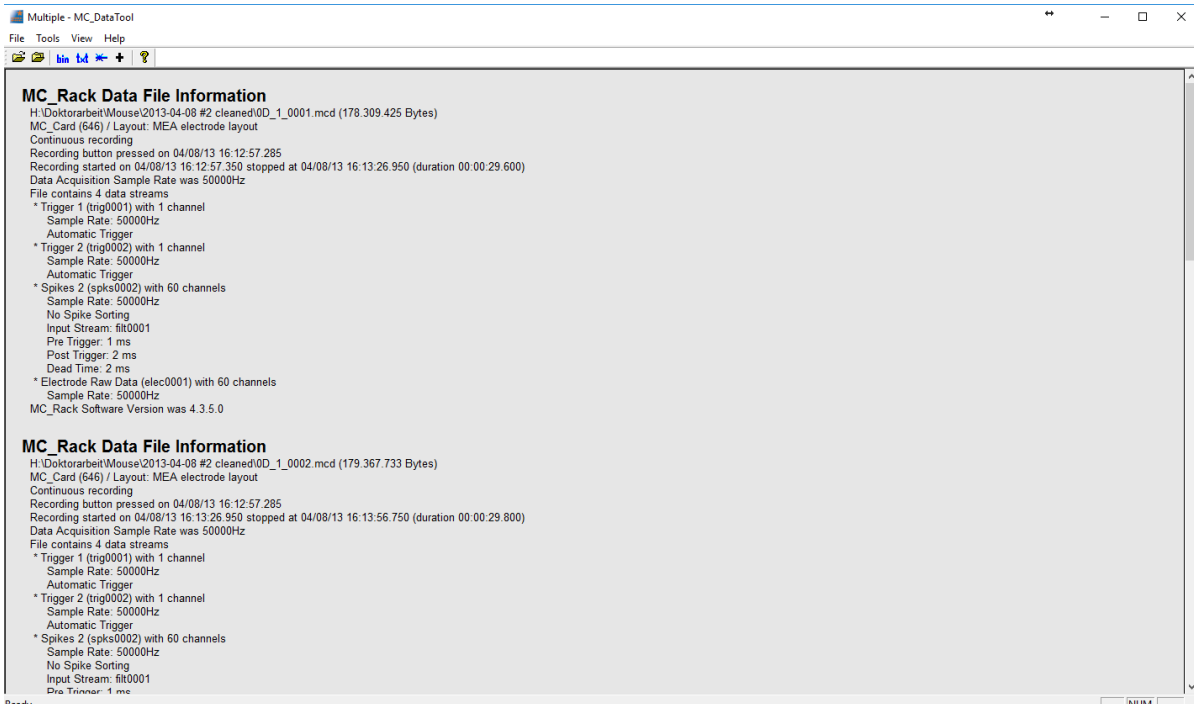 Multiple - MC_DataTool
File Tools View Help
bin txt
MC_Rack Data File Information
H:\Doktorarbeit\Mouse\2013-04-08 #2 cleaned\0D_1_0001.mcd (178.309.425 Bytes)
MC_Card (646) / Layout: MEA electrode layout
Continuous recording
Recording button pressed on 04/08/13 16:12:57.285
Recording started on 04/08/13 16:12:57.350 stopped at 04/08/13 16:13:26.950 (duration 00:00:29.600)
Data Acquisition Sample Rate was 50000Hz
File contains 4 data streams
* Trigger 1 (trig0001) with 1 channel
Sample Rate: 50000Hz
Automatic Trigger
* Trigger 2 (trig0002) with 1 channel
Sample Rate: 50000Hz
Automatic Trigger
* Spikes 2 (spks0002) with 60 channels
Sample Rate: 50000Hz
No Spike Sorting
Input Stream: filt0001
Pre Trigger: 1 ms
Post Trigger: 2 ms
Dead Time: 2 ms
* Electrode Raw Data (elec0001) with 60 channels
Sample Rate: 50000Hz
MC_Rack Software Version was 4.3.5.0
MC_Rack Data File Information
H:\Doktorarbeit\Mouse\2013-04-08 #2 cleaned\0D_1_0002.mcd (179.367.733 Bytes)
MC_Card (646) / Layout: MEA electrode layout
Continuous recording
Recording button pressed on 04/08/13 16:12:57.285
Recording started on 04/08/13 16:13:26.950 stopped at 04/08/13 16:13:56.750 (duration 00:00:29.800)
Data Acquisition Sample Rate was 50000Hz
File contains 4 data streams
* Trigger 1 (trig0001) with 1 channel
Sample Rate: 50000Hz
Automatic Trigger
* Trigger 2 (trig0002) with 1 channel
Sample Rate: 50000Hz
Automatic Trigger
* Spikes 2 (spks0002) with 60 channels
Sample Rate: 50000Hz
No Spike Sorting
Input Stream: filt0001
Pre Trigger: 1 ms
Ready NUM